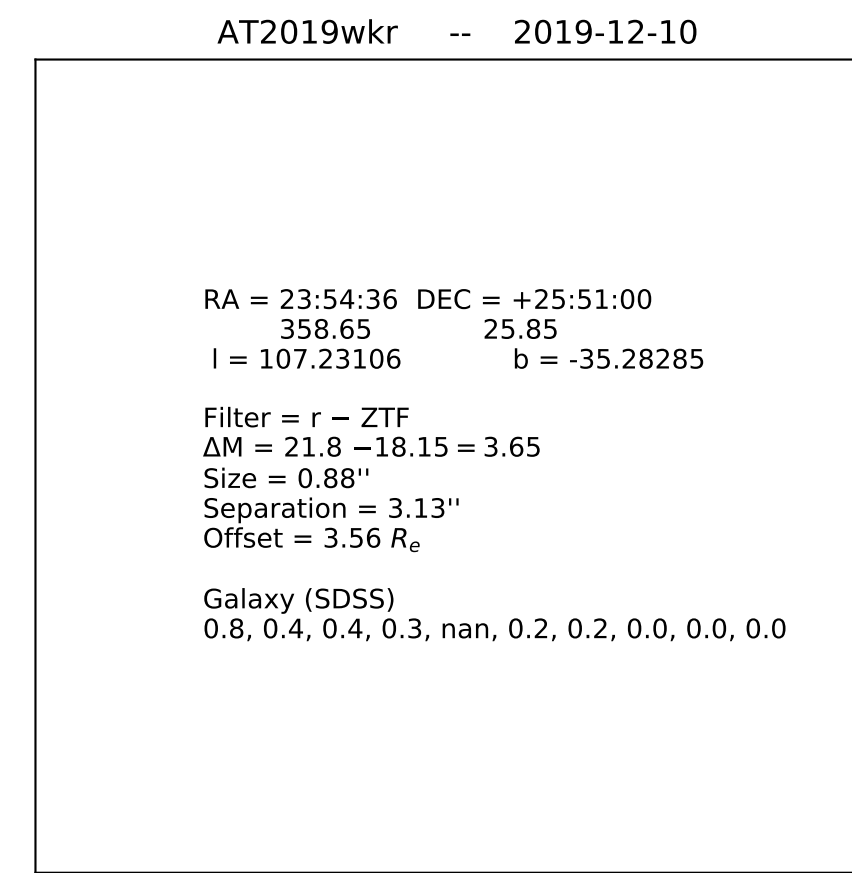 AT2019wkr -- 2019-12-10
RA = 23:54:36 DEC = +25:51:00
358.65 25.85
l = 107.23106 b = -35.28285
Filter = r − ZTF
ΔM = 21.8 −18.15 = 3.65
Size = 0.88''
Separation = 3.13''
Offset = 3.56 Re
Galaxy (SDSS)
0.8, 0.4, 0.4, 0.3, nan, 0.2, 0.2, 0.0, 0.0, 0.0